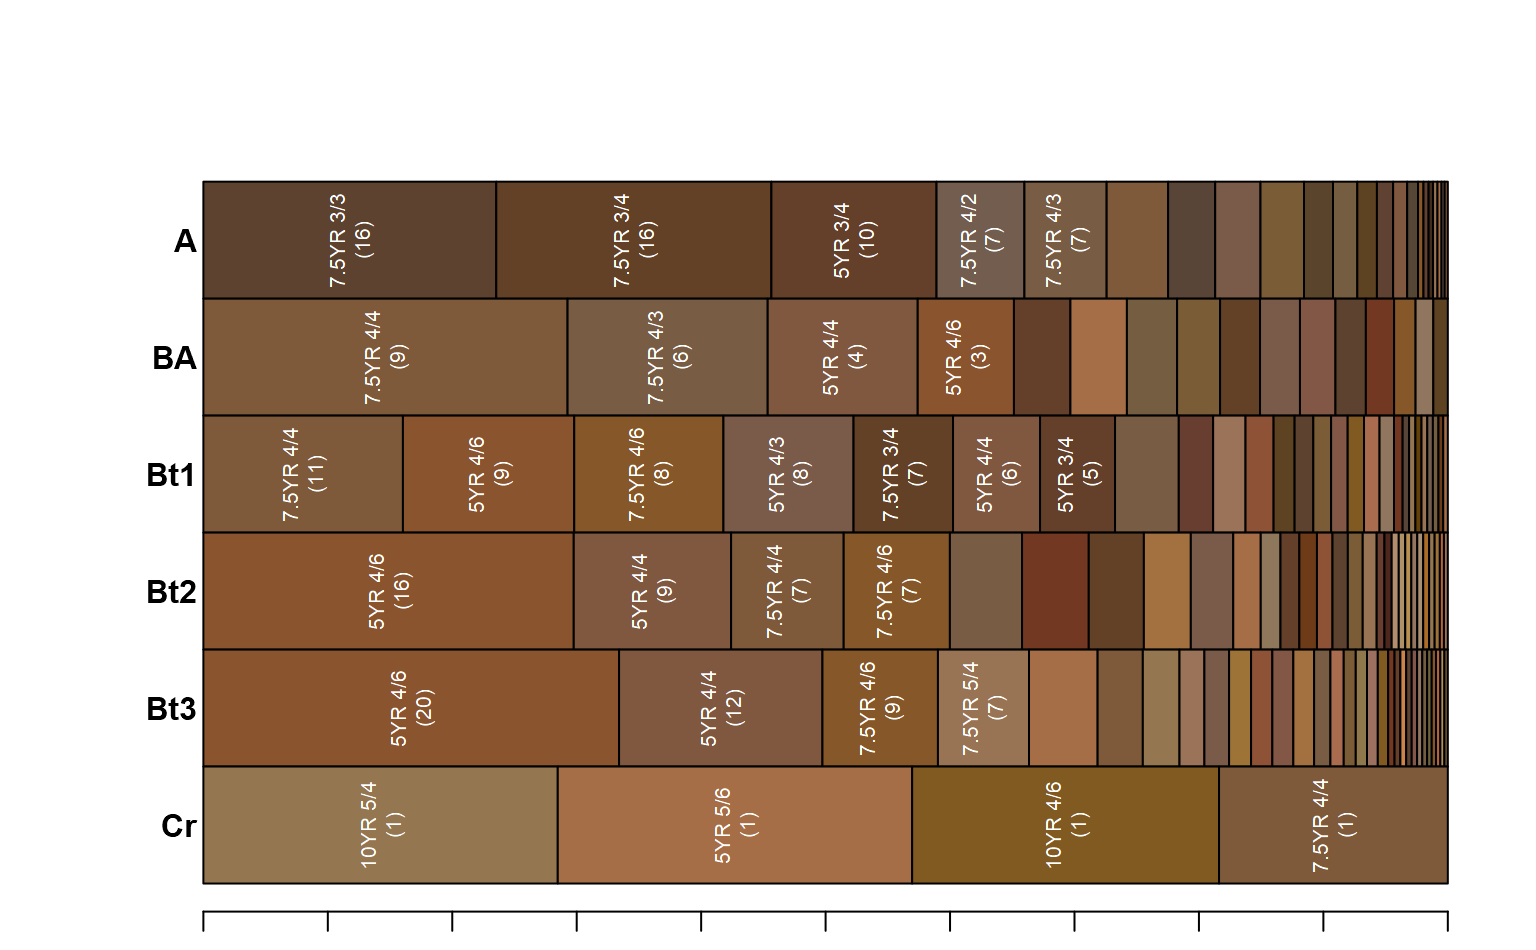 A
7.5YR 3/3
(16)
7.5YR 3/4
(16)
5YR 3/4
(10)
7.5YR 4/2
(7)
7.5YR 4/3
(7)
BA
7.5YR 4/4
(9)
7.5YR 4/3
(6)
5YR 4/4
(4)
5YR 4/6
(3)
Bt1
7.5YR 4/4
(11)
5YR 4/6
(9)
7.5YR 4/6
(8)
5YR 4/3
(8)
7.5YR 3/4
(7)
5YR 4/4
(6)
5YR 3/4
(5)
Bt2
5YR 4/6
(16)
5YR 4/4
(9)
7.5YR 4/4
(7)
7.5YR 4/6
(7)
Bt3
5YR 4/6
(20)
5YR 4/4
(12)
7.5YR 4/6
(9)
7.5YR 5/4
(7)
Cr
10YR 5/4
(1)
5YR 5/6
(1)
10YR 4/6
(1)
7.5YR 4/4
(1)